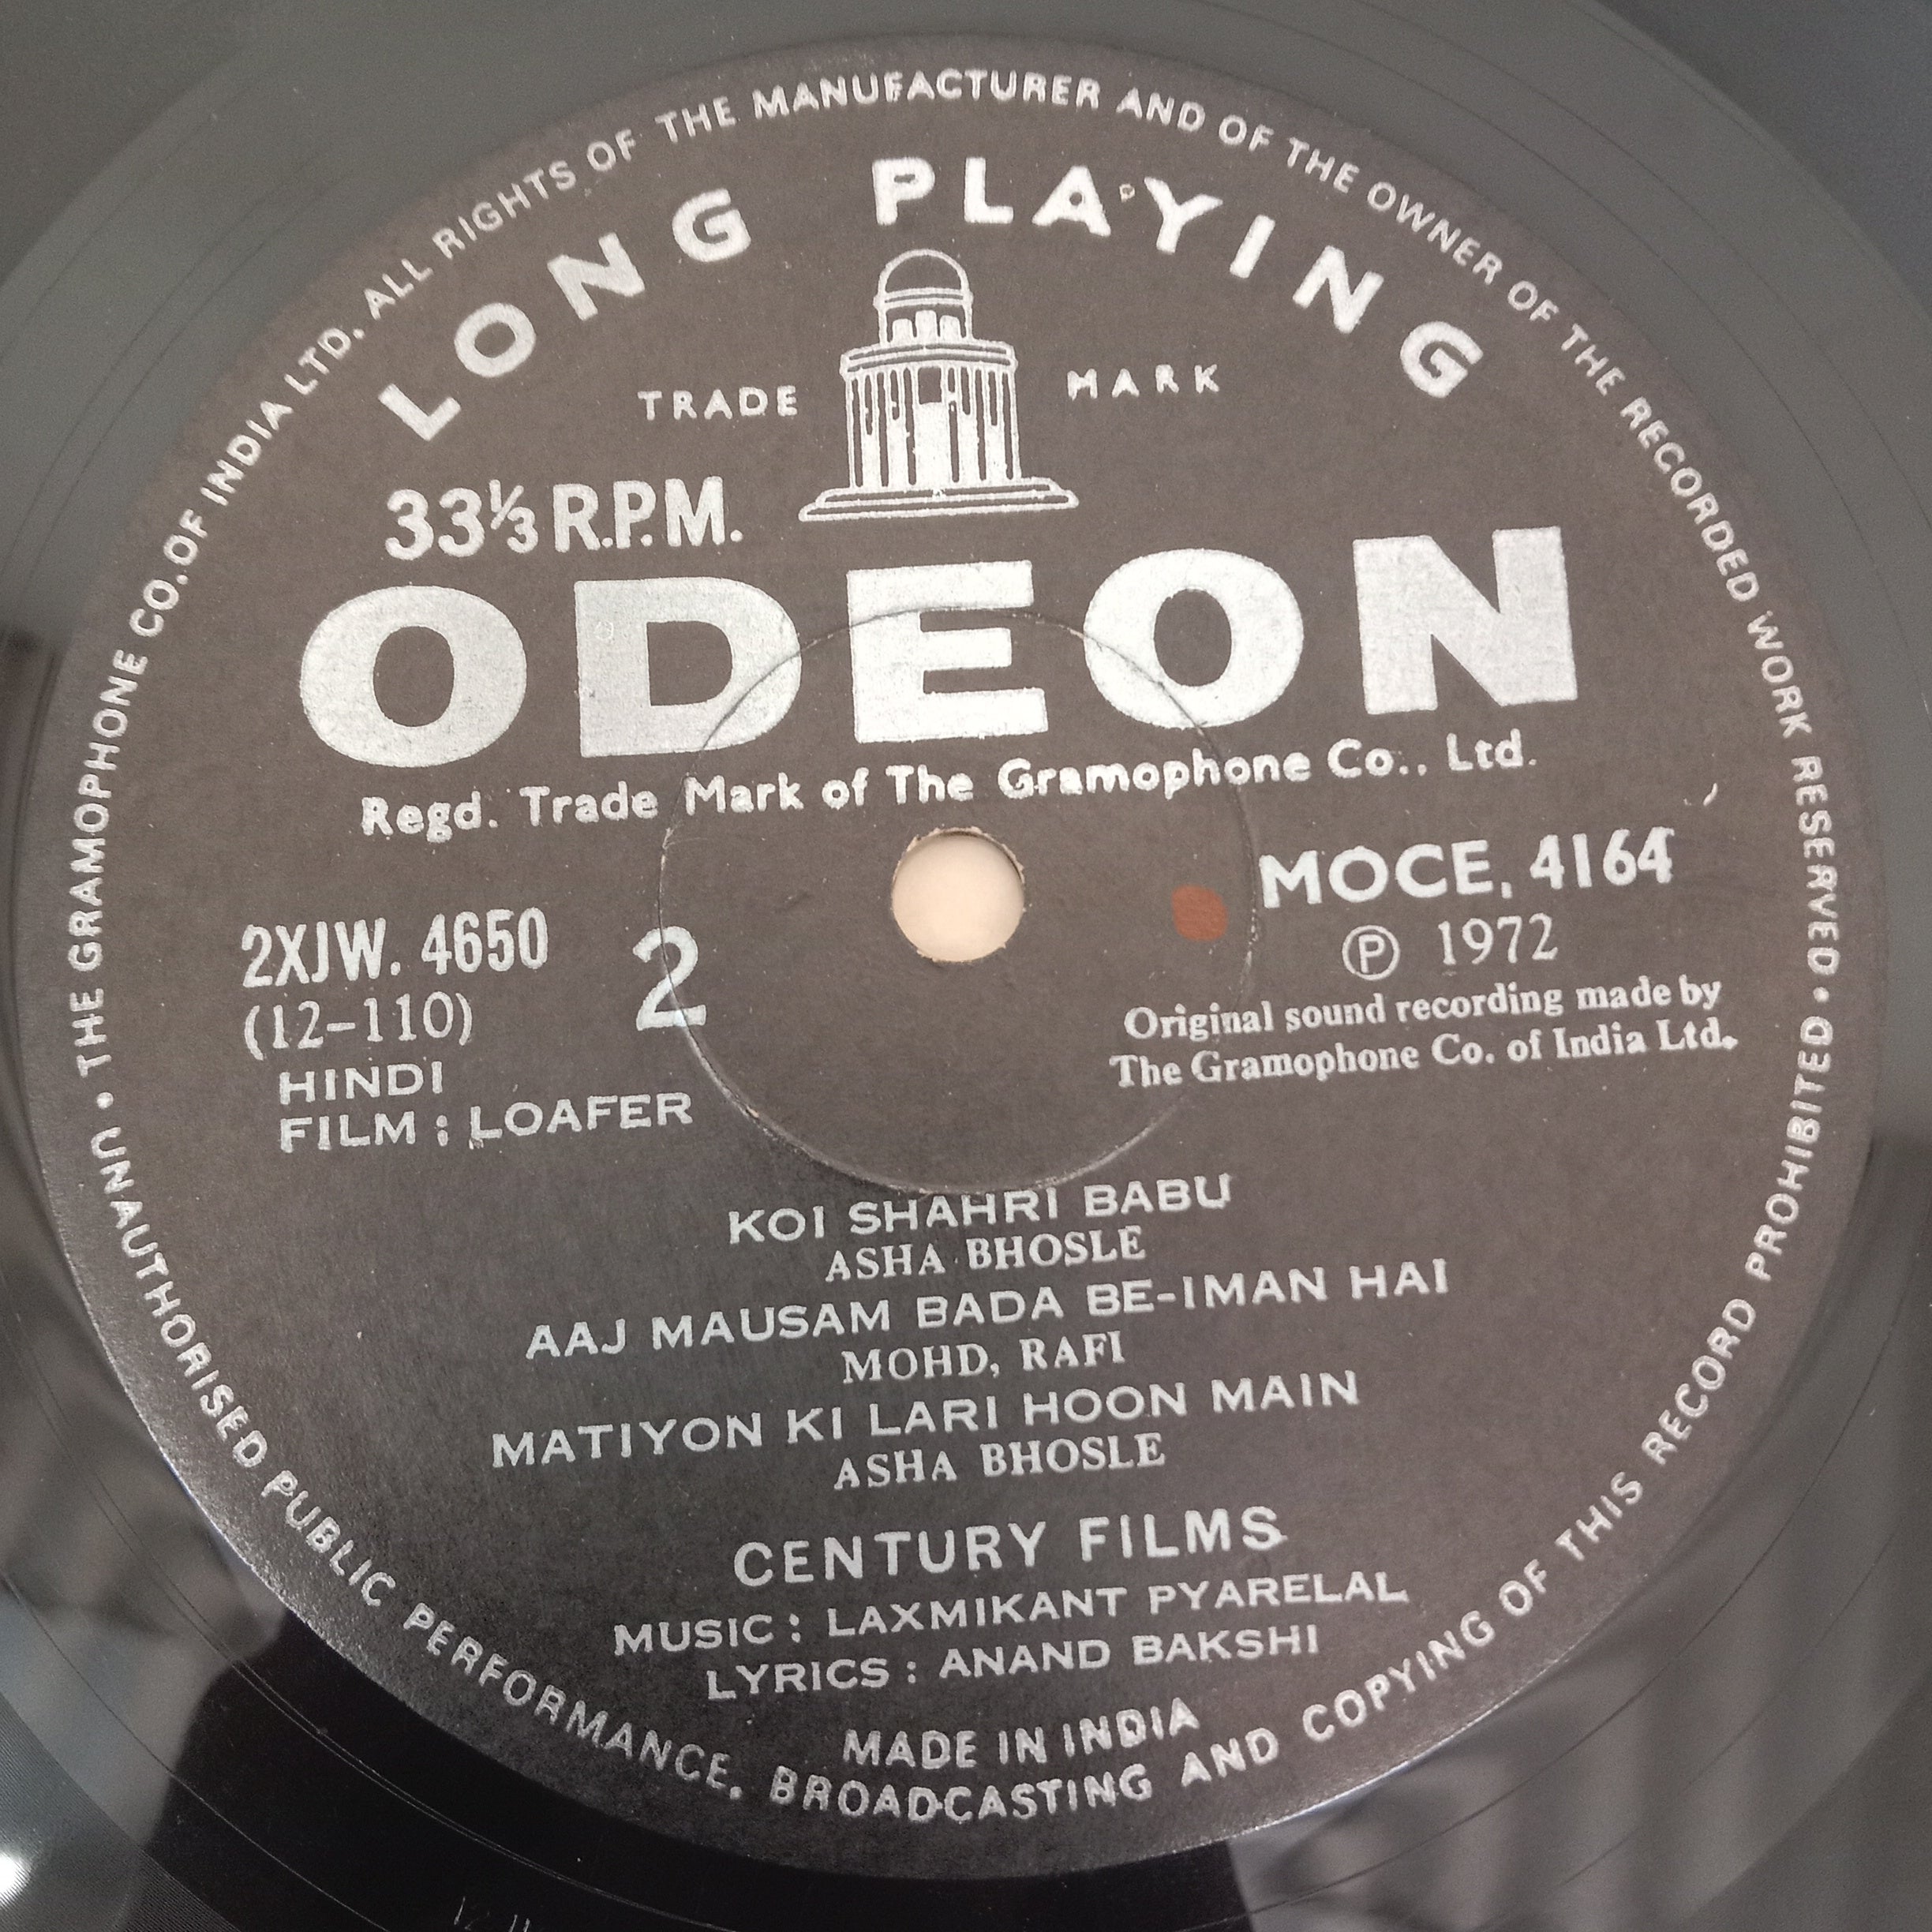 • THE GRAMOPHONE CO. OF INDIA LTD. ALL RIGHTS OF THE MANUFACTURER AND OF THE OWNER OF THE RECORDED WORK RESERVED •
LONG PLAYING
TRADE MARK
33⅓ R.P.M.
ODEON
Regd. Trade Mark of The Gramophone Co., Ltd.
MOCE. 4164
2XJW. 4650
2
Ⓟ 1972
(12-110)
Original sound recording made by
The Gramophone Co. of India Ltd.
HINDI
FILM : LOAFER
KOI SHAHRI BABU
ASHA BHOSLE
AAJ MAUSAM BADA BE-IMAN HAI
MOHD, RAFI
MATIYON KI LARI HOON MAIN
ASHA BHOSLE
CENTURY FILMS
MUSIC : LAXMIKANT PYARELAL
LYRICS : ANAND BAKSHI
MADE IN INDIA
UNAUTHORISED PUBLIC PERFORMANCE, BROADCASTING AND COPYING OF THIS RECORD PROHIBITED